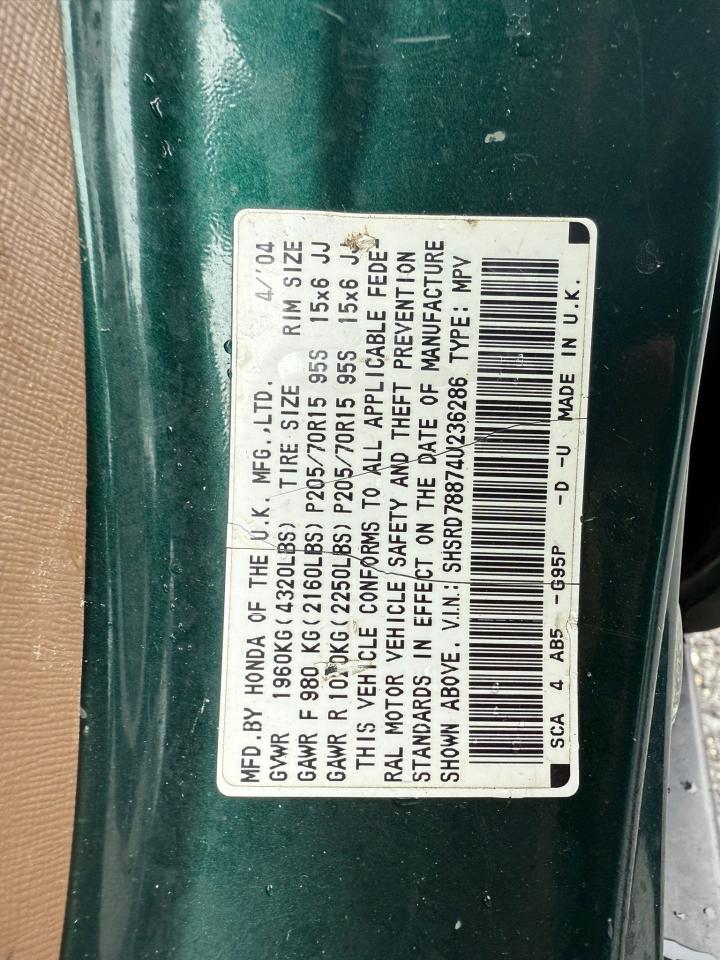 MFD.BY HONDA OF THE U.K. MFG.,LTD. 4/'04
GVWR 1960KG(4320LBS) TIRE SIZE RIM SIZE
GAWR F 980 KG(2160LBS) P205/70R15 95S 15x6 JJ
GAWR R (2250LBS) P205/70R15 95S 15x6 JJ
THIS VEHICLE CONFORMS TO ALL APPLICABLE FEDE
RAL MOTOR VEHICLE SAFETY AND THEFT PREVENTION
STANDARDS IN EFFECT ON THE DATE OF MANUFACTURE
SHOWN ABOVE. V.I.N.: SHSRD78874U236286 TYPE: MPV
SCA 4 AB5 -G95P -D -U MADE IN U.K.